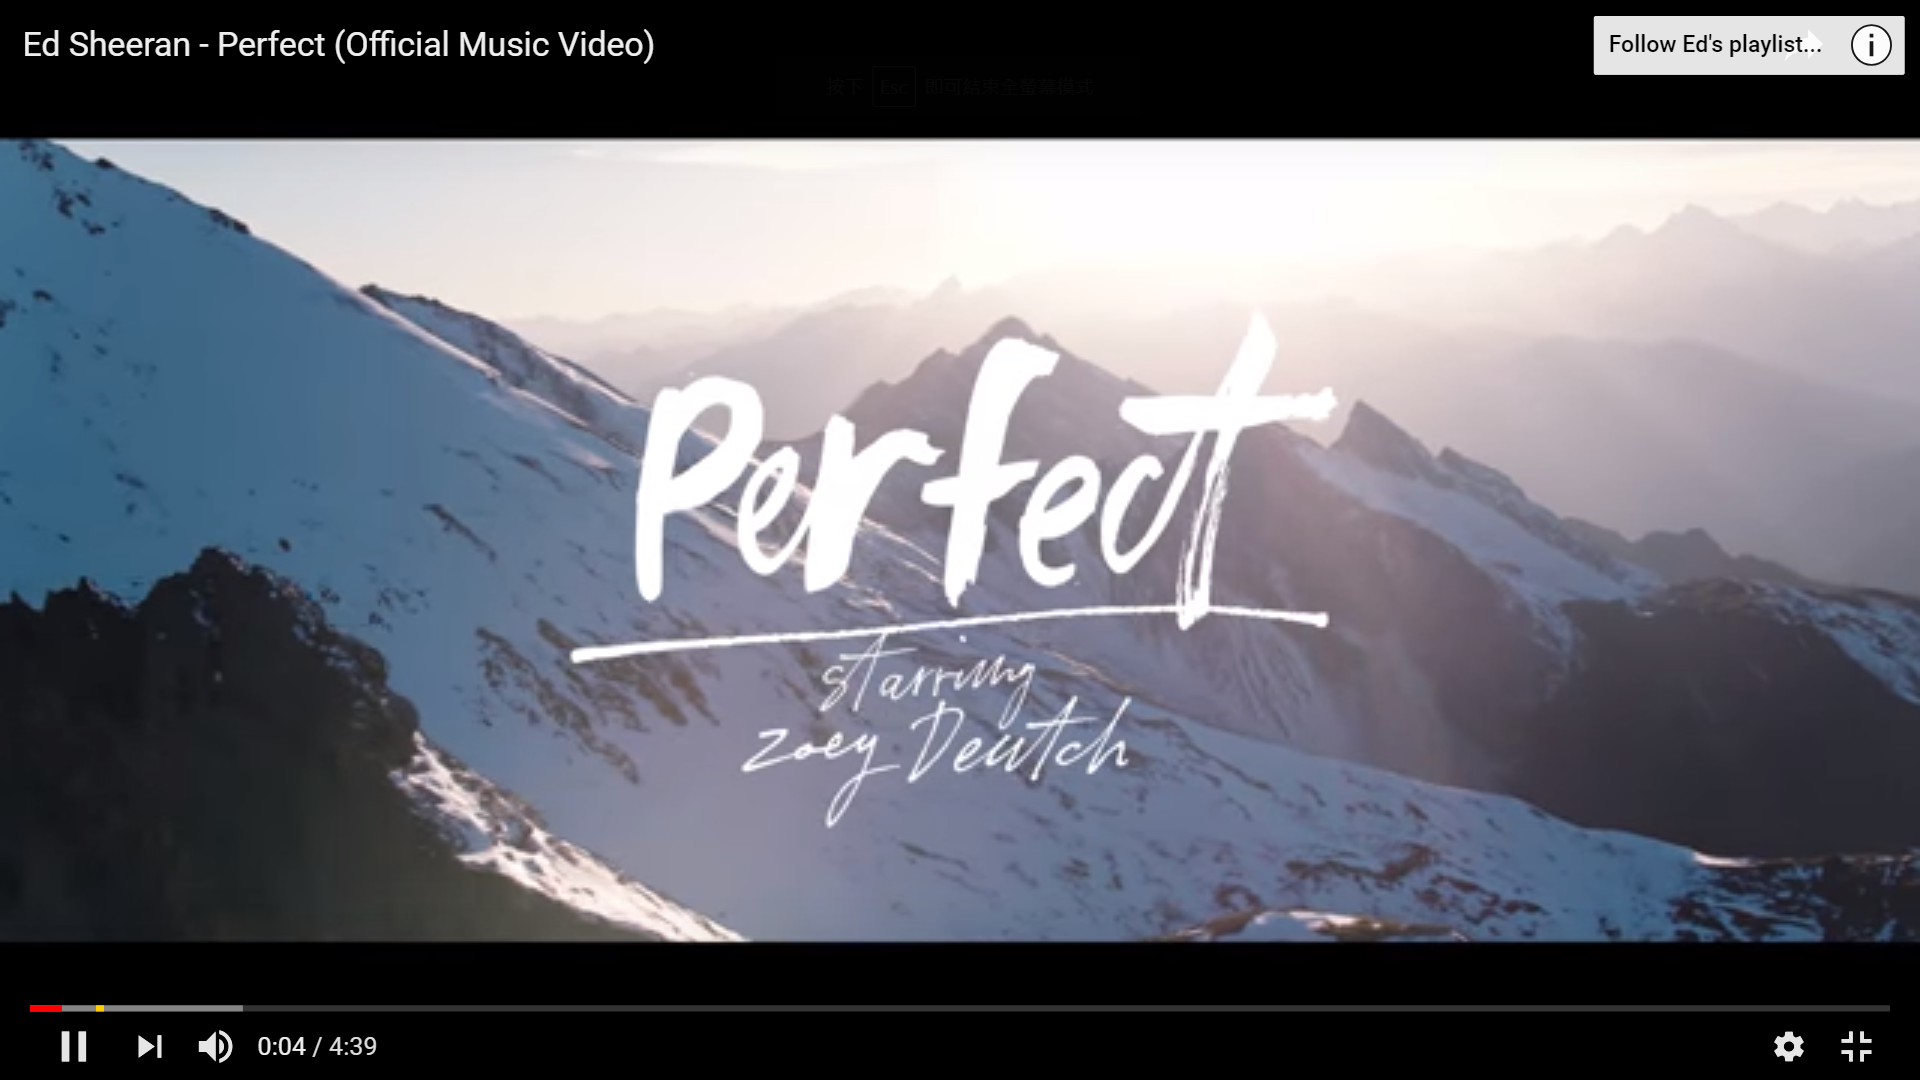 Ed Sheeran - Perfect (Official Music Video)
Follow Ed's playlist...
按下 Esc 即可結束全螢幕模式
Perfect
starring
Zoey Deutch
0:04 / 4:39